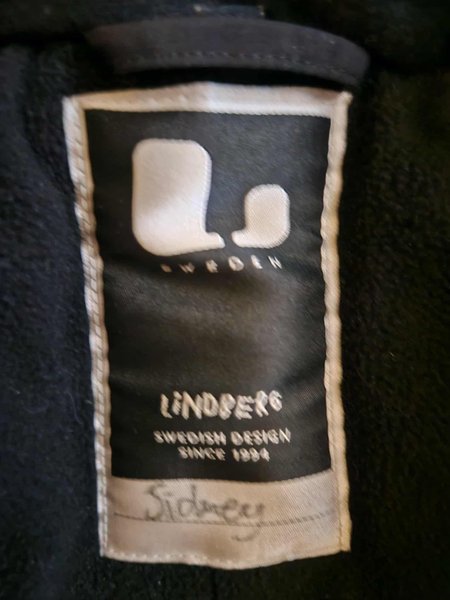 SWEDEN
LINDBERG
SWEDISH DESIGN
SINCE 1994
Sidney